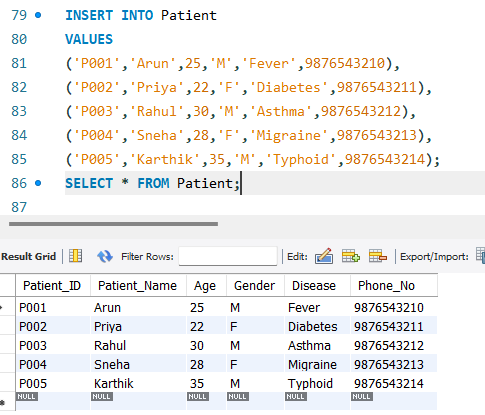 79 INSERT INTO Patient
80 VALUES
81 ('P001','Arun',25,'M','Fever',9876543210),
82 ('P002','Priya',22,'F','Diabetes',9876543211),
83 ('P003','Rahul',30,'M','Asthma',9876543212),
84 ('P004','Sneha',28,'F','Migraine',9876543213),
85 ('P005','Karthik',35,'M','Typhoid',9876543214);
86 SELECT * FROM Patient;
87
Result Grid Filter Rows: Edit: Export/Import:
Patient_ID Patient_Name Age Gender Disease Phone_No
P001 Arun 25 M Fever 9876543210
P002 Priya 22 F Diabetes 9876543211
P003 Rahul 30 M Asthma 9876543212
P004 Sneha 28 F Migraine 9876543213
P005 Karthik 35 M Typhoid 9876543214
NULL NULL NULL NULL NULL NULL